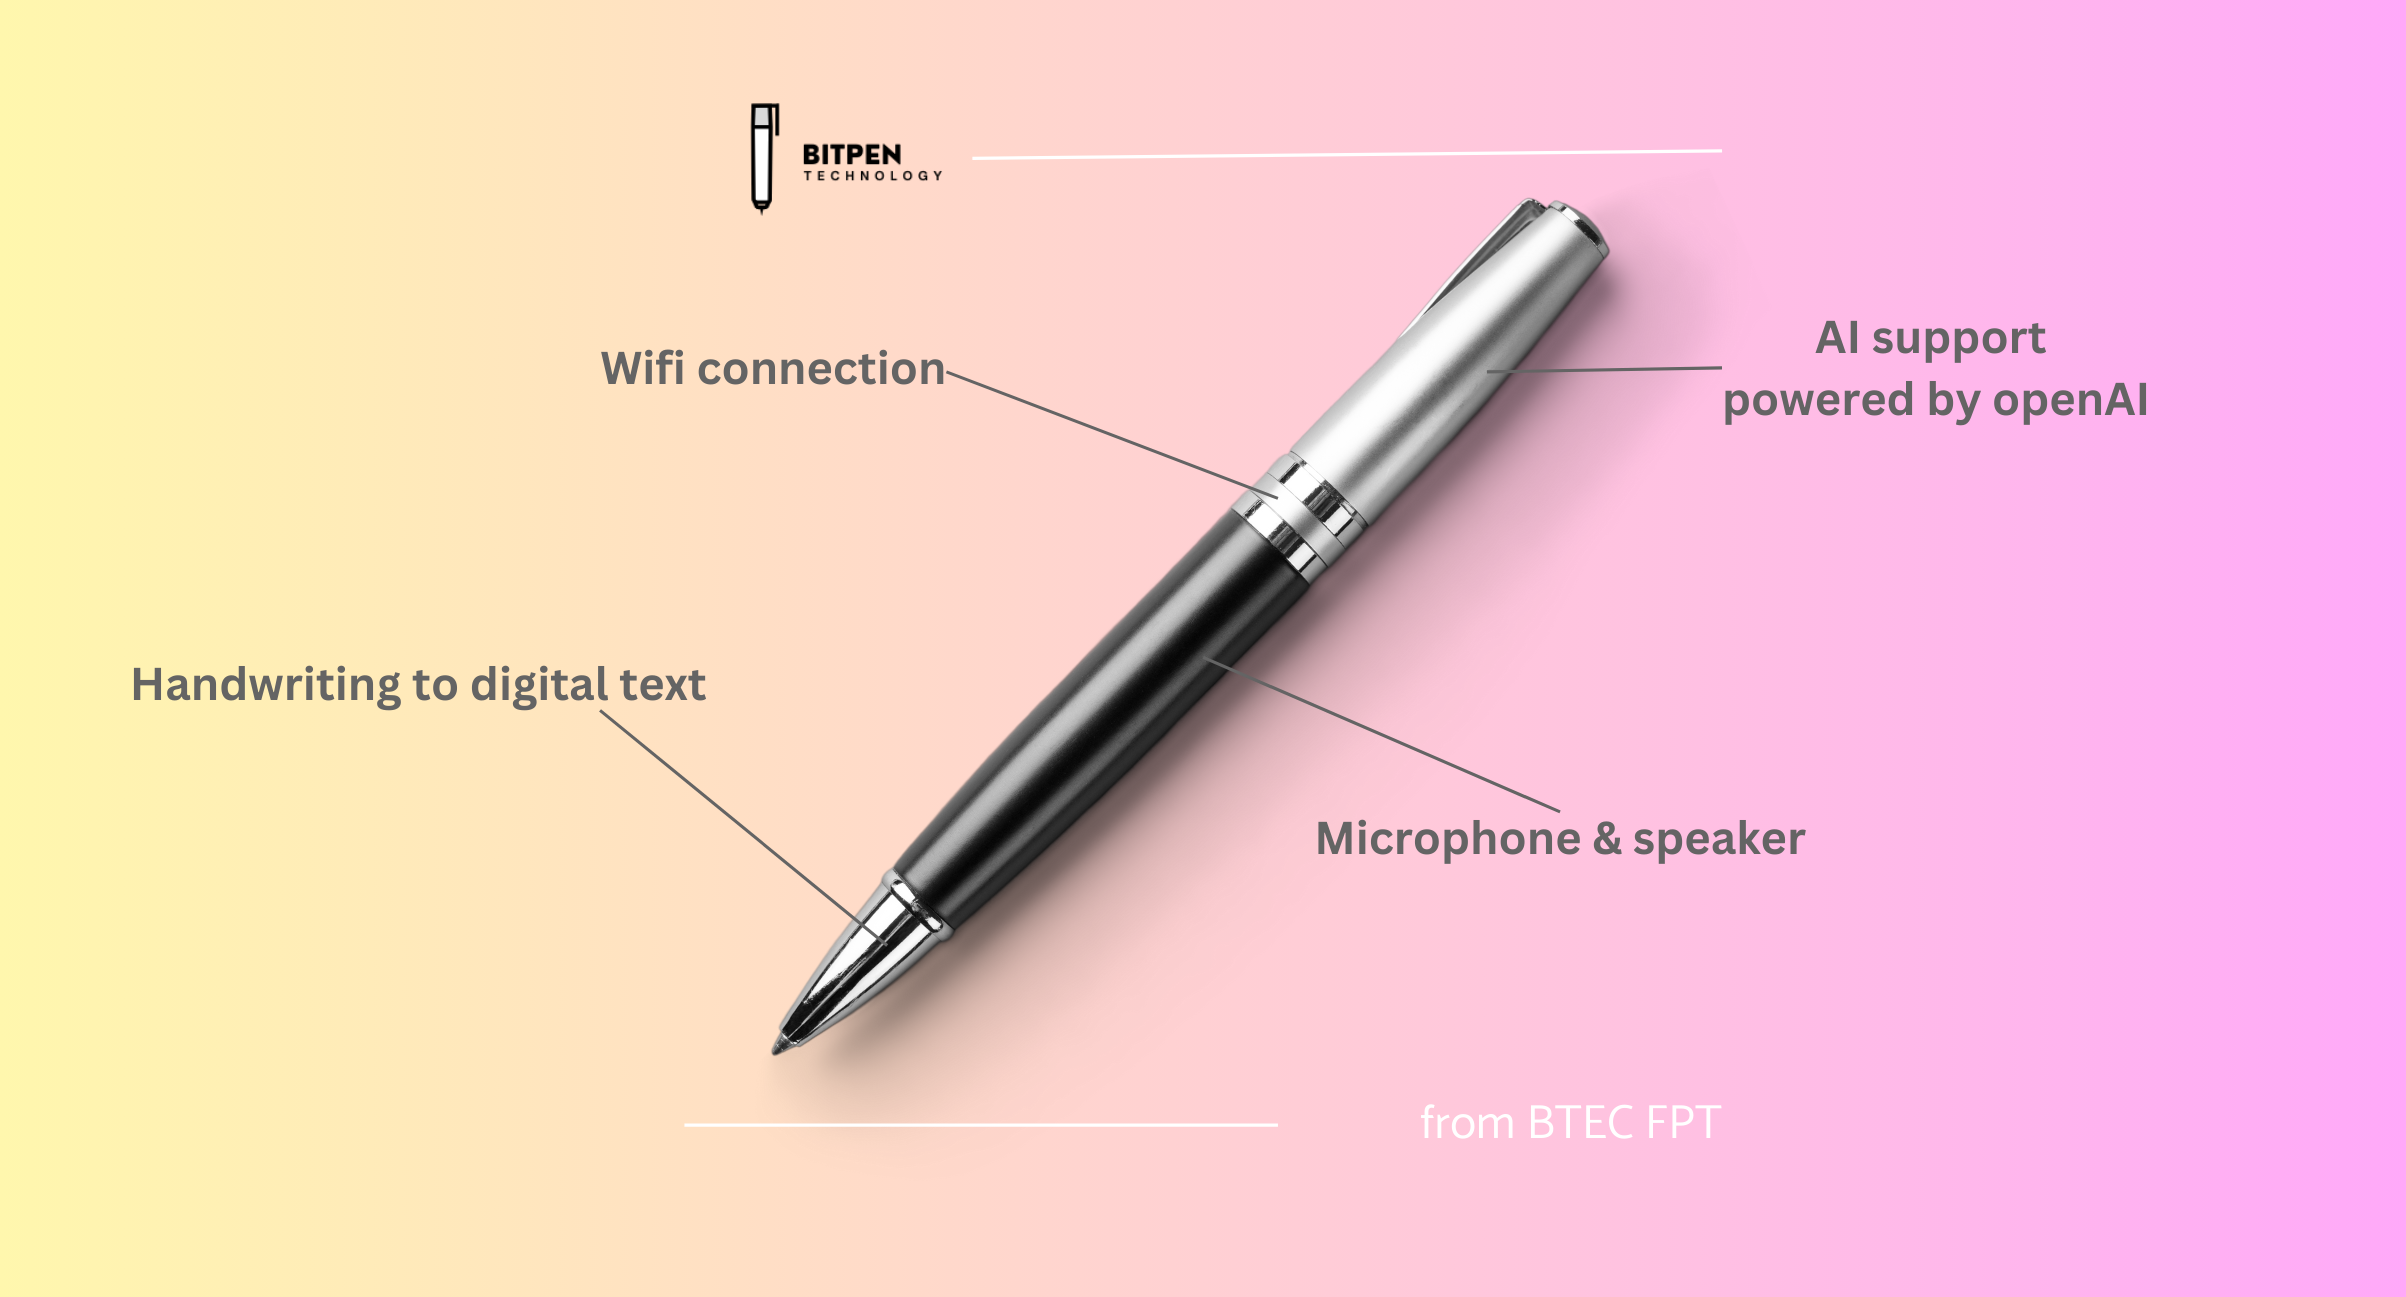 BITPEN
TECHNOLOGY
Wifi connection
AI support
powered by openAI
Handwriting to digital text
Microphone & speaker
from BTEC FPT